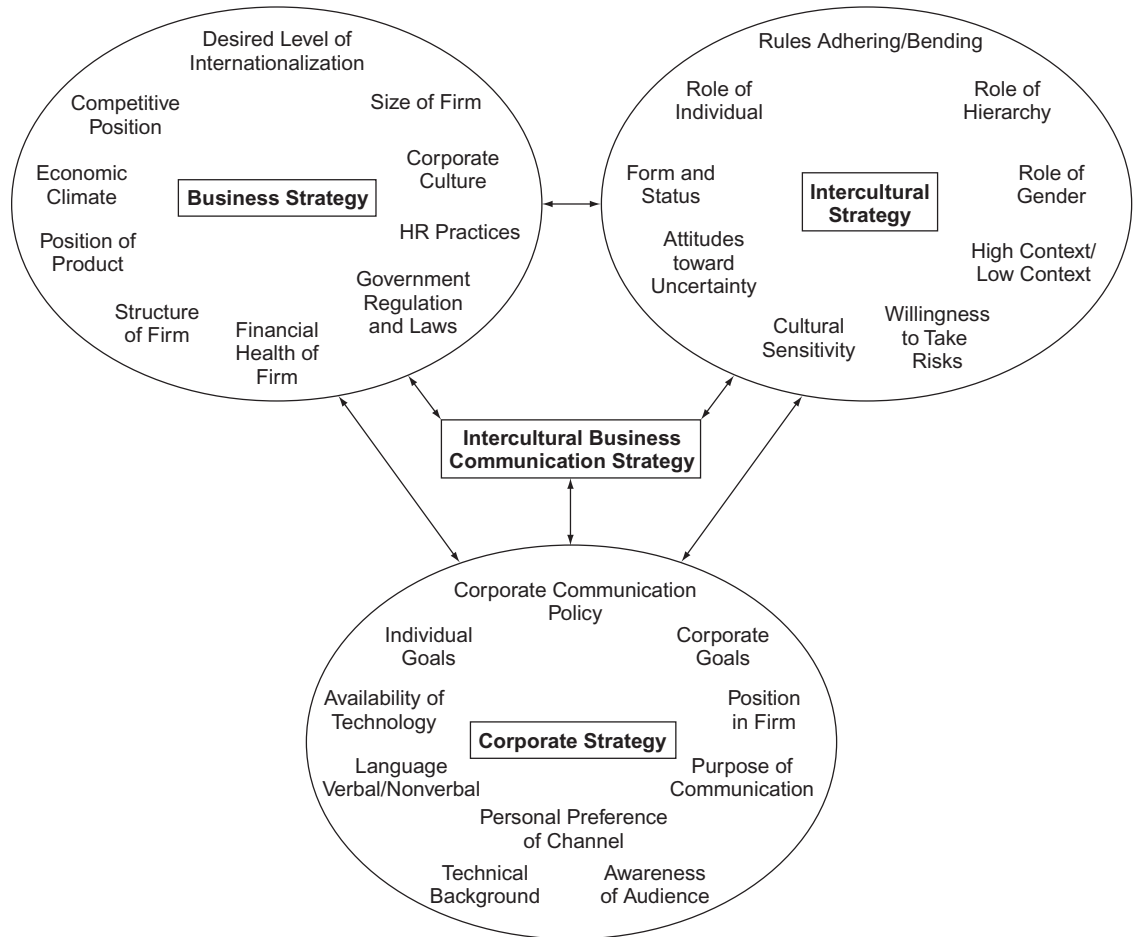 Desired Level of
Internationalization
Competitive
Position
Size of Firm
Economic
Climate
Corporate
Culture
Business Strategy
Position of
Product
HR Practices
Structure
of Firm
Financial
Health of
Firm
Government
Regulation
and Laws
Rules Adhering/Bending
Role of
Individual
Role of
Hierarchy
Form and
Status
Intercultural
Strategy
Role of
Gender
Attitudes
toward
Uncertainty
High Context/
Low Context
Cultural
Sensitivity
Willingness
to Take
Risks
Intercultural Business
Communication Strategy
Corporate Communication
Policy
Individual
Goals
Corporate
Goals
Availability of
Technology
Position
in Firm
Corporate Strategy
Language
Verbal/Nonverbal
Purpose of
Communication
Personal Preference
of Channel
Technical
Background
Awareness
of Audience